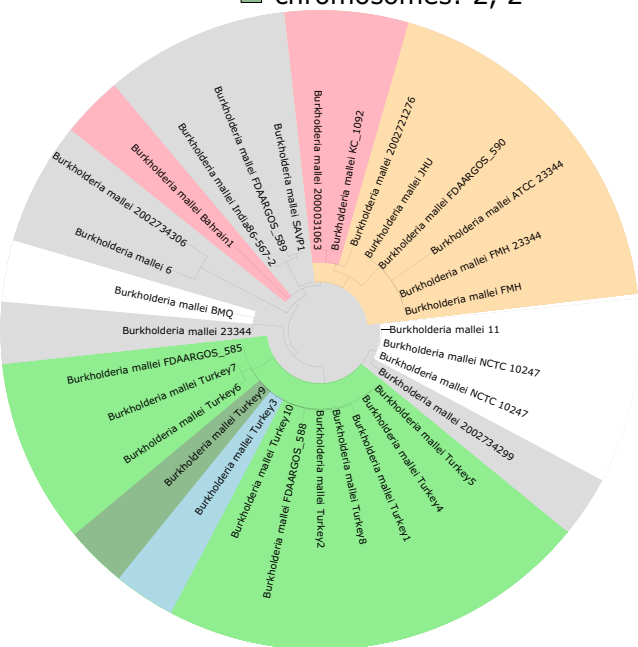 chromosomes: 2, 2
Burkholderia mallei 2000031063
Burkholderia mallei KC_1092
Burkholderia mallei 2002721276
Burkholderia mallei JHU
Burkholderia mallei FDAARGOS_590
Burkholderia mallei ATCC 23344
Burkholderia mallei FMH 23344
Burkholderia mallei FMH
Burkholderia mallei 11
Burkholderia mallei NCTC 10247
Burkholderia mallei NCTC 10247
Burkholderia mallei 2002734299
Burkholderia mallei Turkey5
Burkholderia mallei Turkey4
Burkholderia mallei Turkey1
Burkholderia mallei Turkey8
Burkholderia mallei Turkey2
Burkholderia mallei FDAARGOS_588
Burkholderia mallei Turkey10
Burkholderia mallei Turkey3
Burkholderia mallei Turkey9
Burkholderia mallei Turkey6
Burkholderia mallei Turkey7
Burkholderia mallei FDAARGOS_585
Burkholderia mallei 23344
Burkholderia mallei BMQ
Burkholderia mallei 6
Burkholderia mallei 2002734306
Burkholderia mallei Bahrain1
Burkholderia mallei India86-567-2
Burkholderia mallei FDAARGOS_589
Burkholderia mallei SAVP1